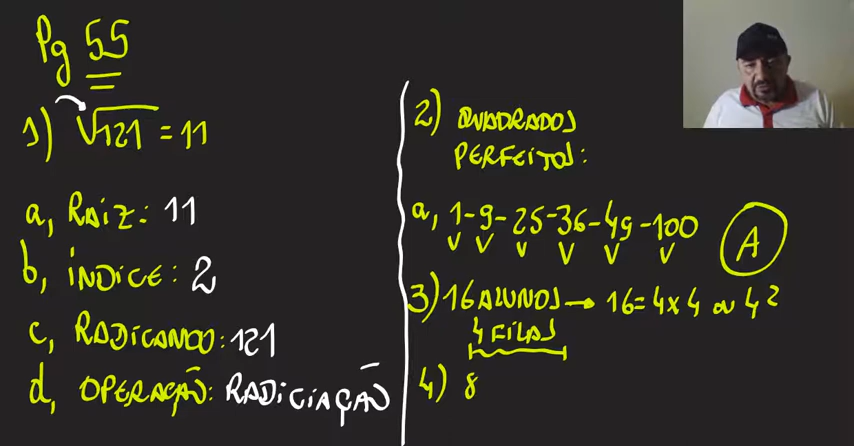 Pg 55
1) √121 = 11
a, RAIZ: 11
b, ÍNDICE: 2
c, RADICANDO: 121
d, OPERAÇÃO: RADICIAÇÃO
2) QUADRADOS
PERFEITOS:
a, 1-9-25-36-49-100
A
3) 16 ALUNOS → 16=4x4 ou 4²
4 FILAS
4) 8